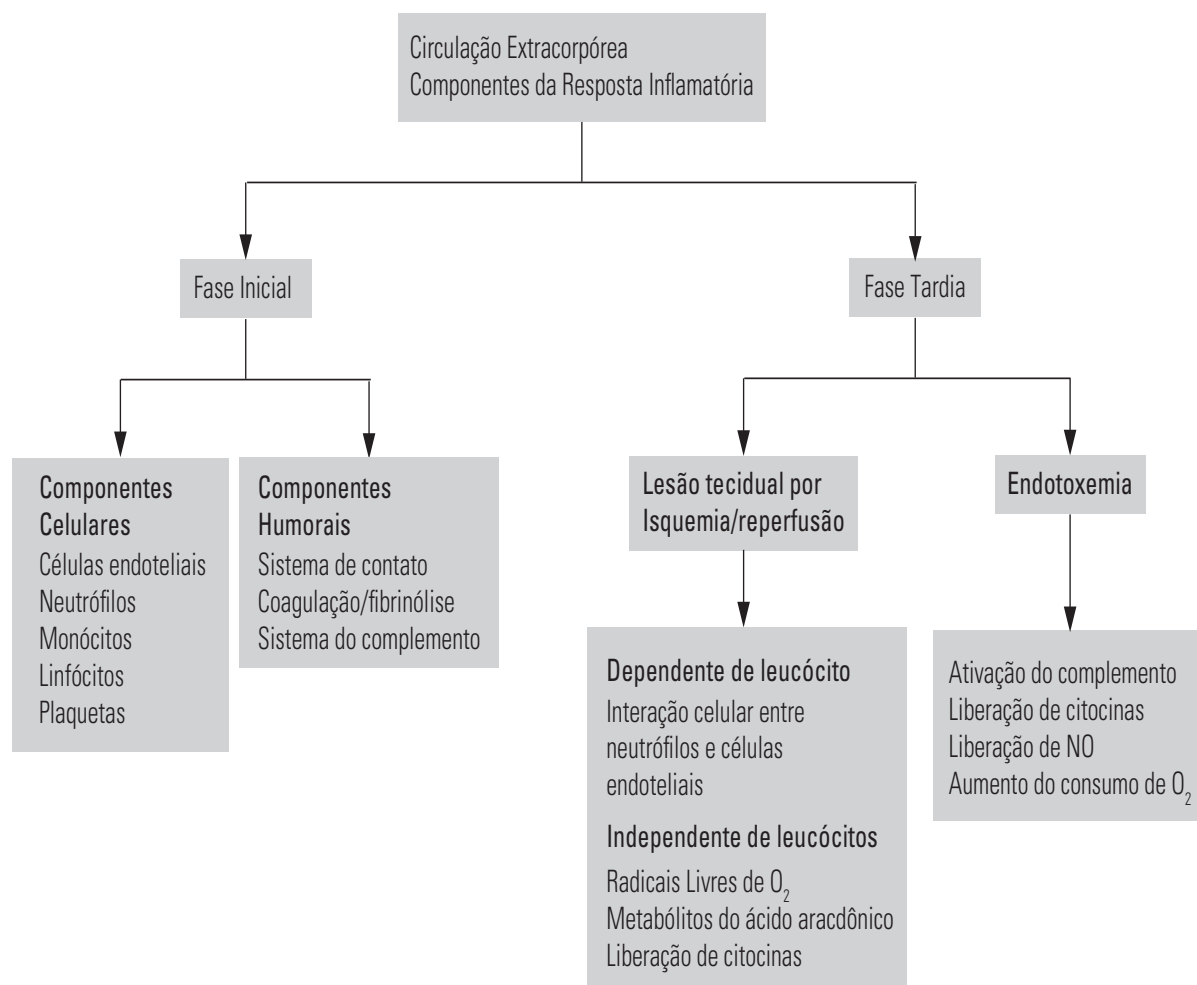 Circulação Extracorpórea
Componentes da Resposta Inflamatória
Fase Inicial
Fase Tardia
Componentes
Celulares
Células endoteliais
Neutrófilos
Monócitos
Linfócitos
Plaquetas
Componentes
Humorais
Sistema de contato
Coagulação/fibrinólise
Sistema do complemento
Lesão tecidual por
Isquemia/reperfusão
Endotoxemia
Dependente de leucócito
Interação celular entre
neutrófilos e células
endoteliais
Independente de leucócitos
Radicais Livres de O₂
Metabólitos do ácido aracdônico
Liberação de citocinas
Ativação do complemento
Liberação de citocinas
Liberação de NO
Aumento do consumo de O₂